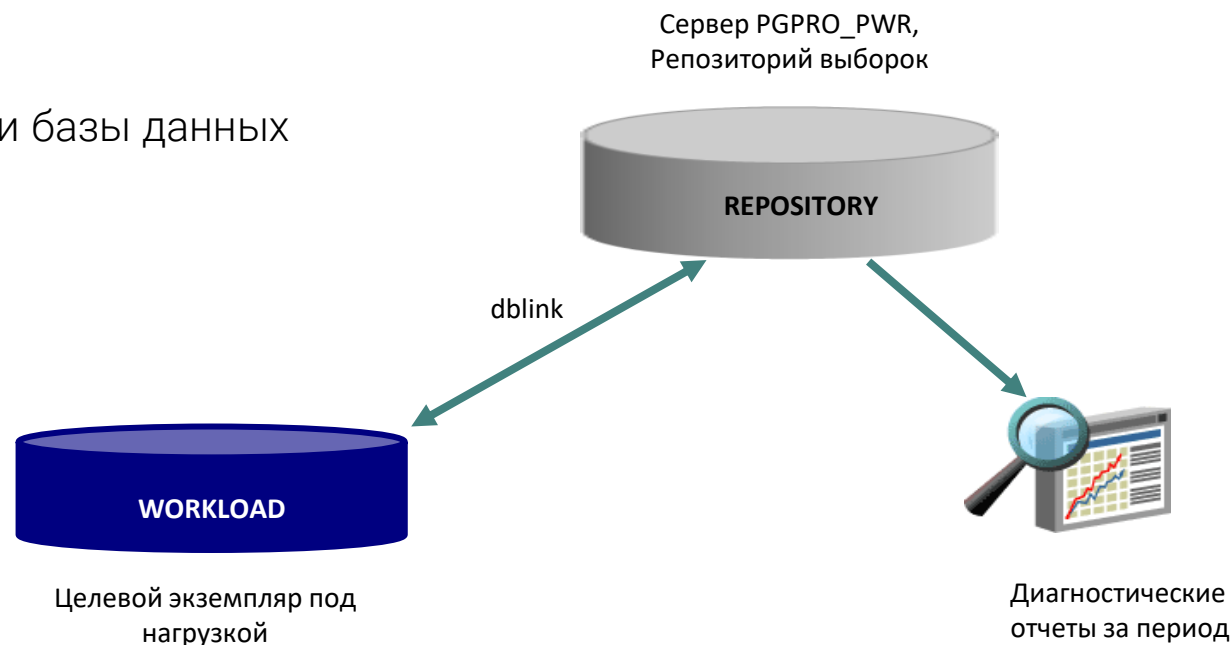 Сервер PGPRO_PWR,
Репозиторий выборок
и базы данных
REPOSITORY
dblink
WORKLOAD
Целевой экземпляр под
нагрузкой
Диагностические
отчеты за период